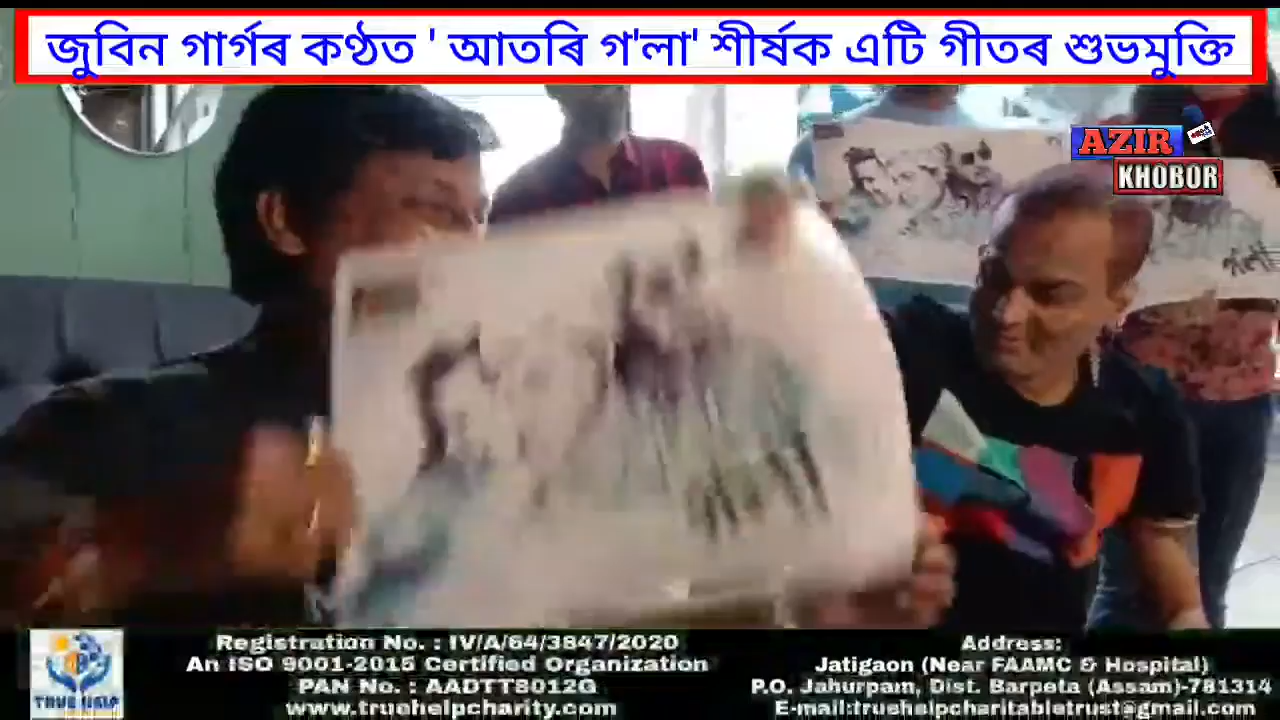 জুবিন গাৰ্গৰ কণ্ঠত ' আতৰি গ'লা' শীৰ্ষক এটি গীতৰ শুভমুক্তি
AZIR
KHOBOR
TRUE HELP
Registration No. : IV/A/64/3847/2020
An ISO 9001-2015 Certified Organization
PAN No. : AADTT8012G
www.truehelpcharity.com
Address:
Jatigaon (Near FAAMC & Hospital)
P.O. Jahurpam, Dist. Barpeta (Assam)-781314
E-mail:truehelpcharitabletrust@gmail.com